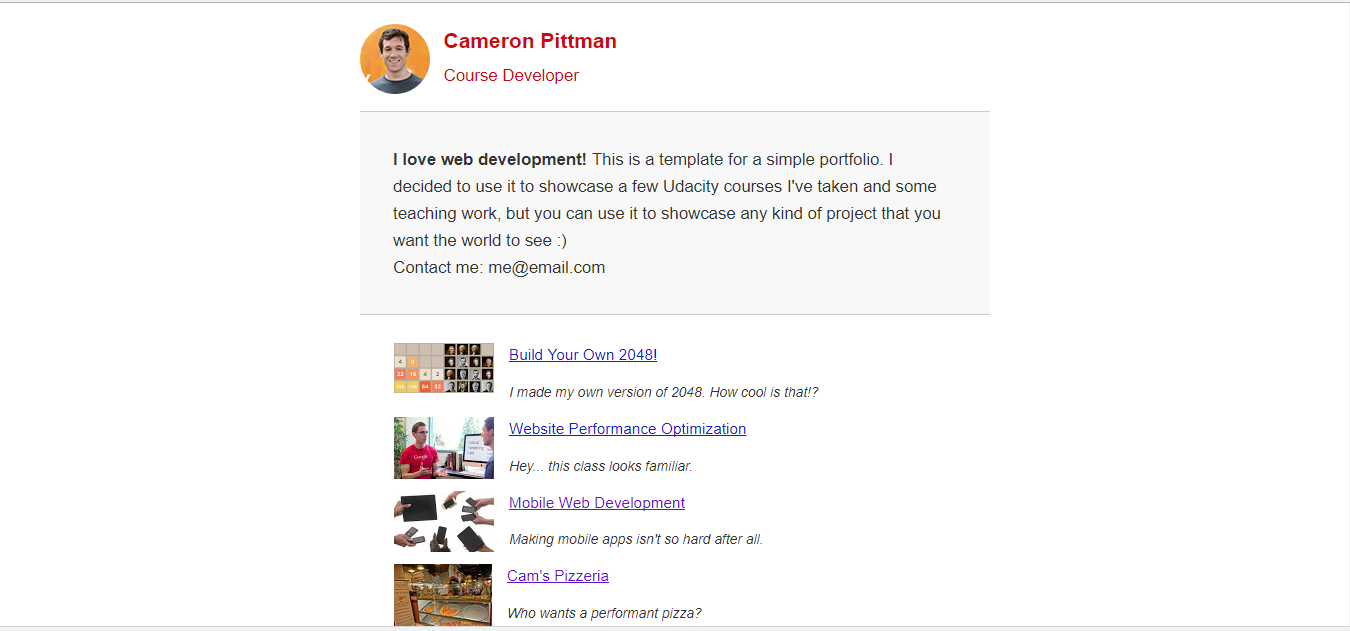 Cameron Pittman
Course Developer
I love web development! This is a template for a simple portfolio. I
decided to use it to showcase a few Udacity courses I've taken and some
teaching work, but you can use it to showcase any kind of project that you
want the world to see :)
Contact me: me@email.com
Build Your Own 2048!
I made my own version of 2048. How cool is that!?
Website Performance Optimization
Hey... this class looks familiar.
Mobile Web Development
Making mobile apps isn't so hard after all.
Cam's Pizzeria
Who wants a performant pizza?